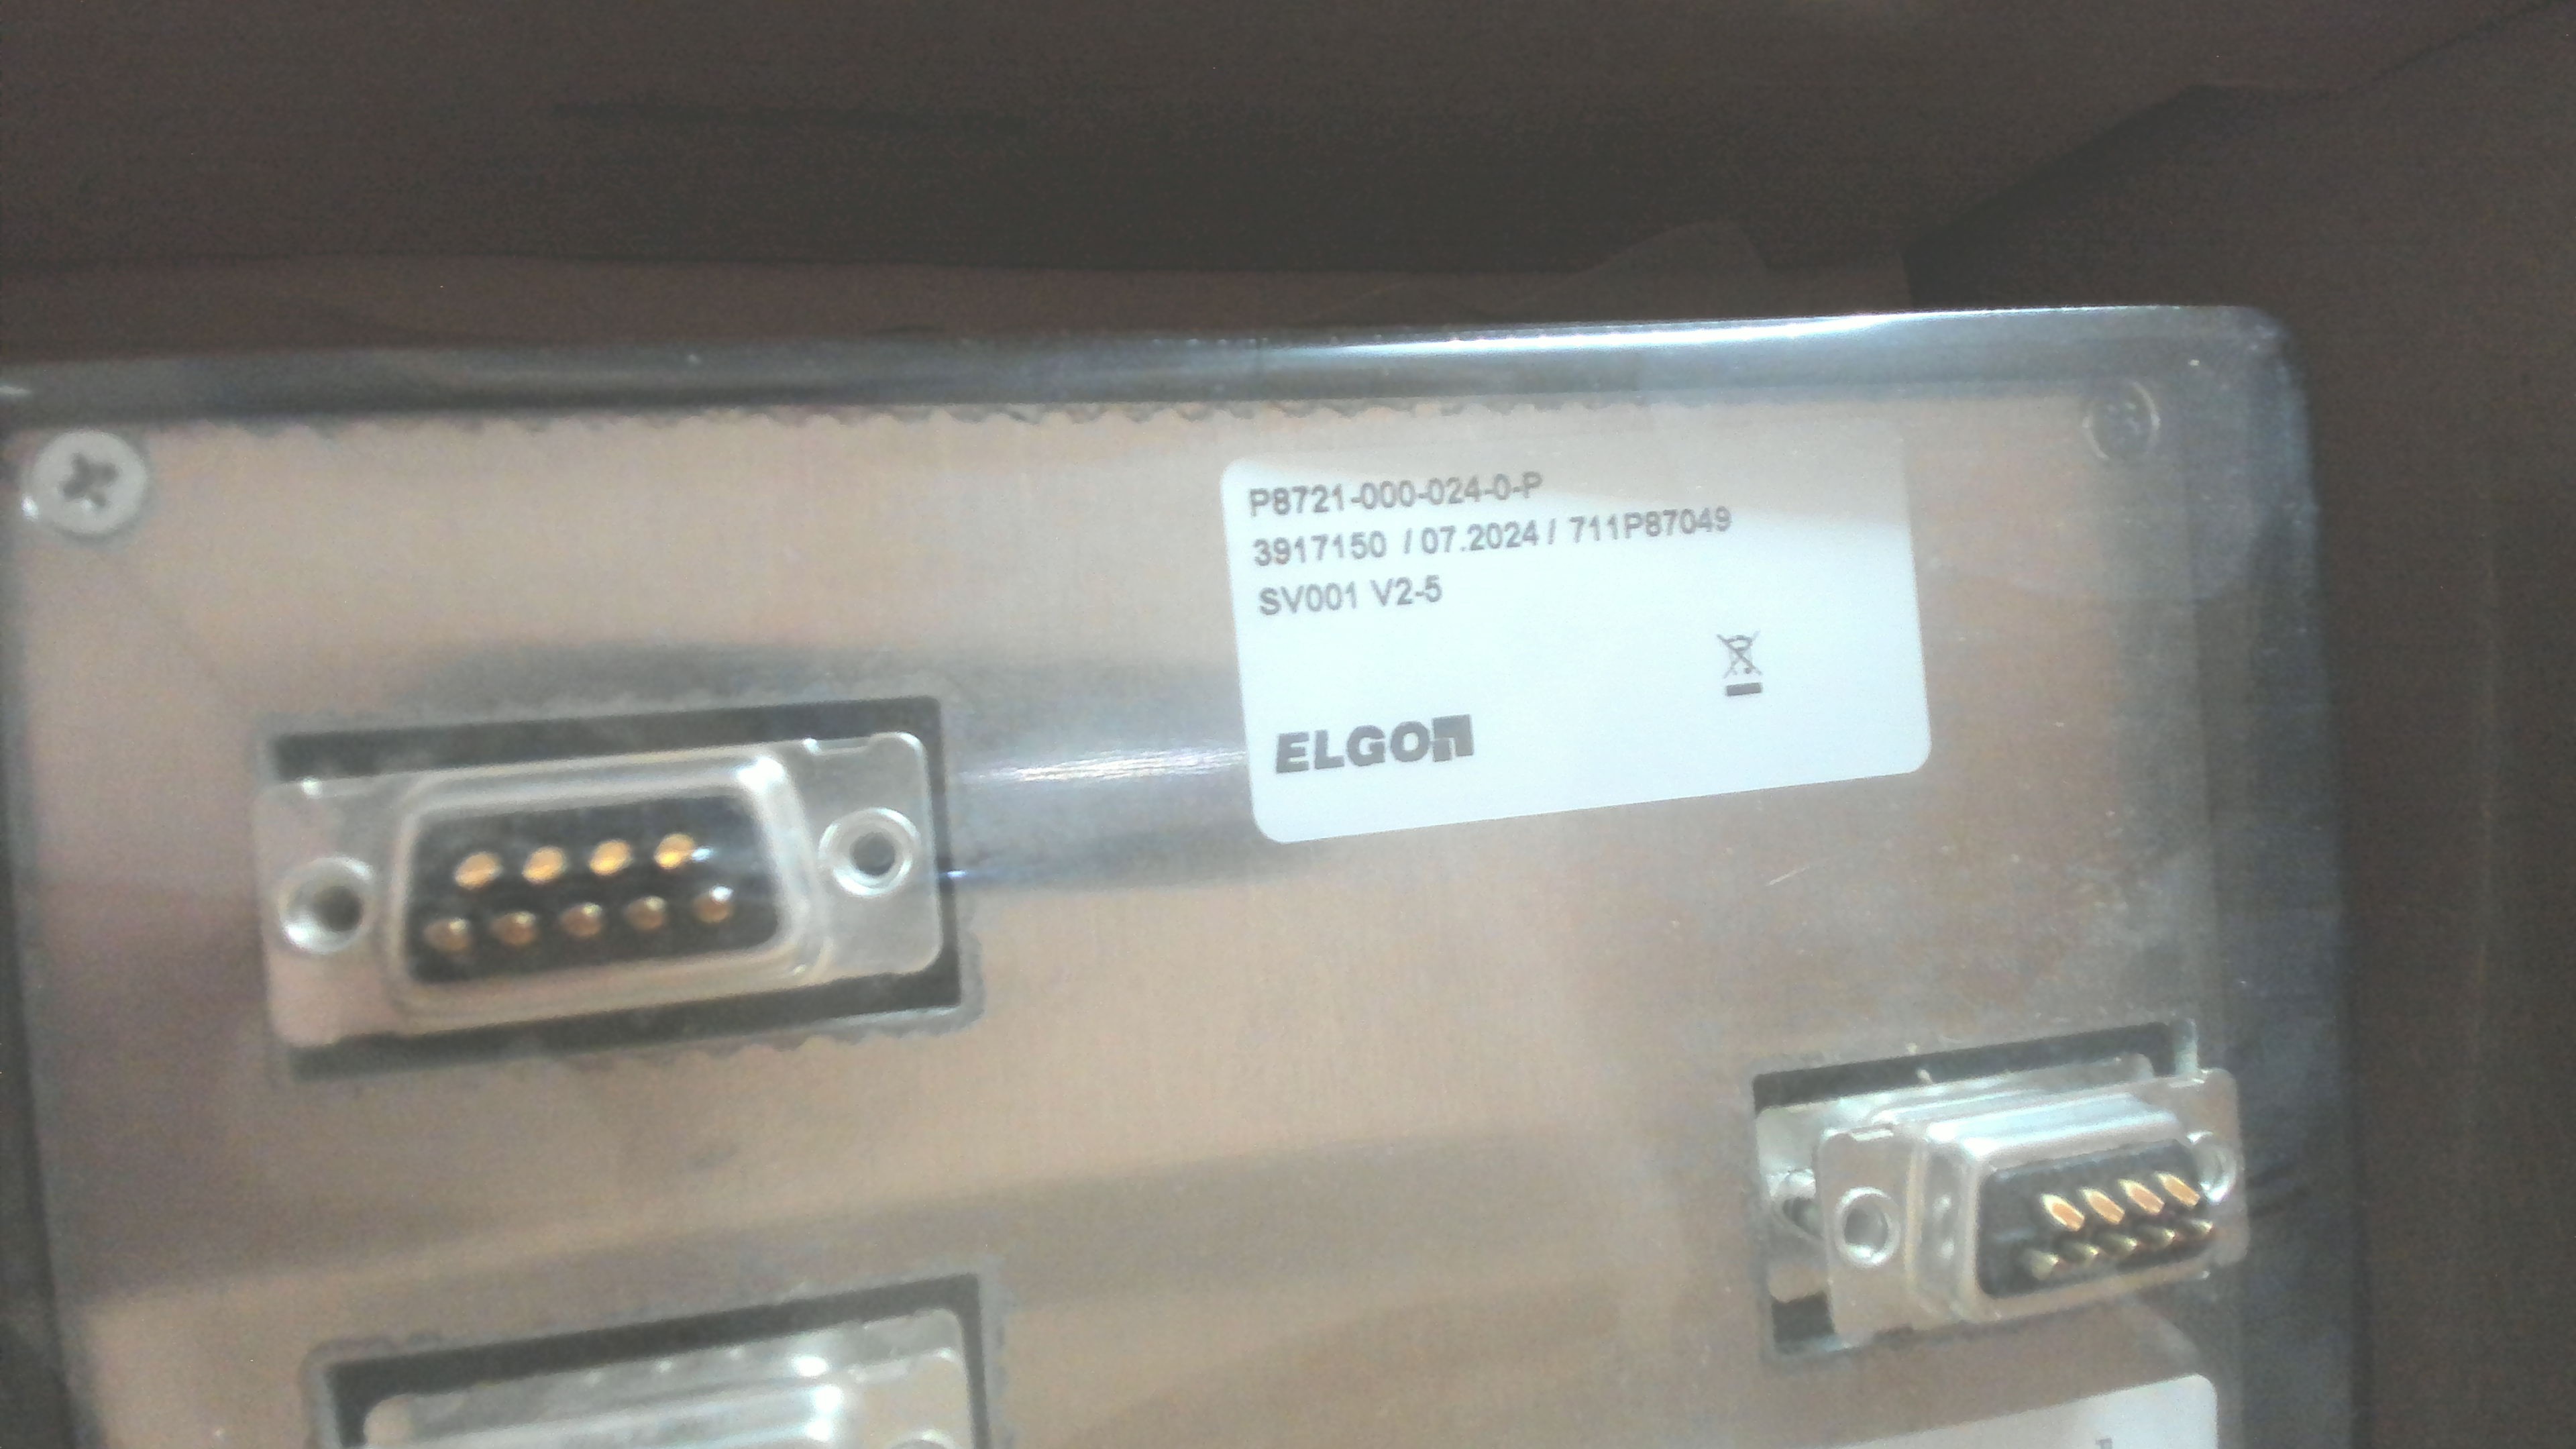 P8721-000-024-0-P
3917150 / 07.2024 / 711P87049
SV001 V2-5
ELGO